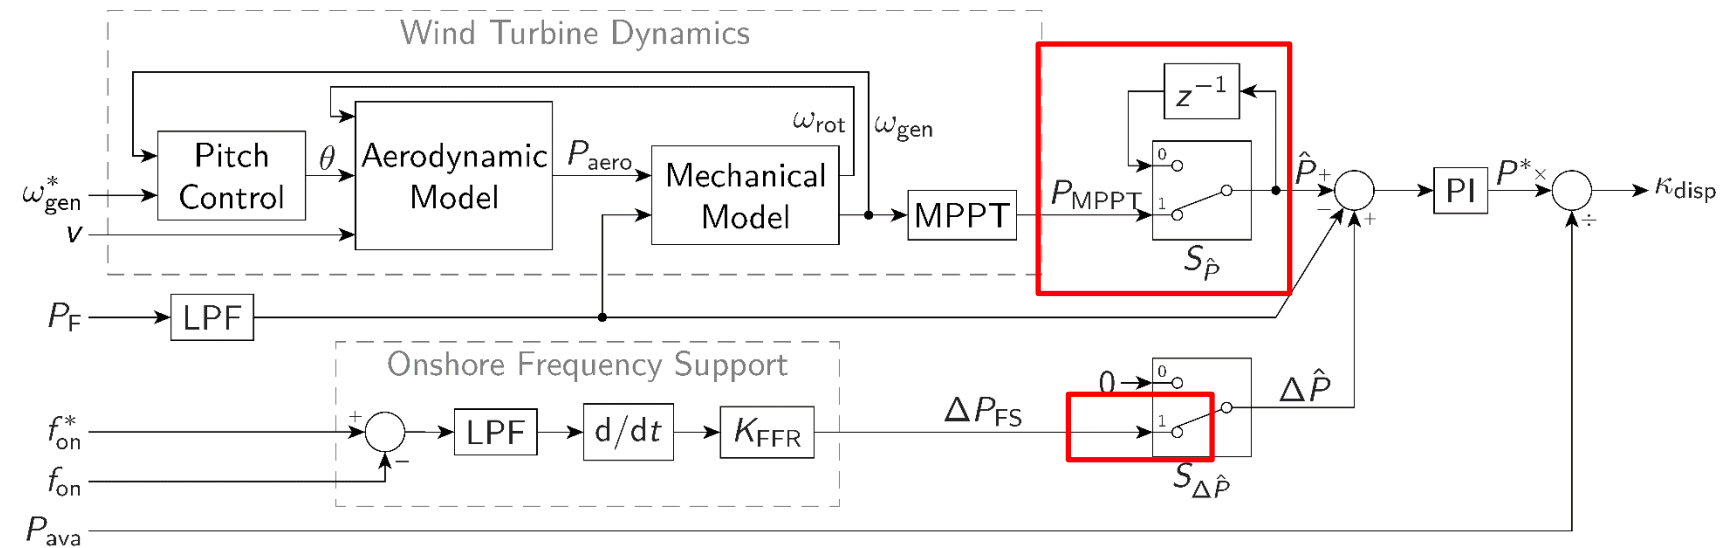 Wind Turbine Dynamics
z⁻¹
ω_rot
ω_gen
Pitch
Control
θ
Aerodynamic
Model
P_aero
Mechanical
Model
MPPT
P_MPPT
0
1
S_P̂
P̂
+
−
+
PI
P*
×
÷
κ_disp
ω*_gen
v
P_F
LPF
Onshore Frequency Support
f*_on
+
−
LPF
d/dt
K_FFR
ΔP_FS
0
0
1
S_ΔP̂
ΔP̂
f_on
P_ava